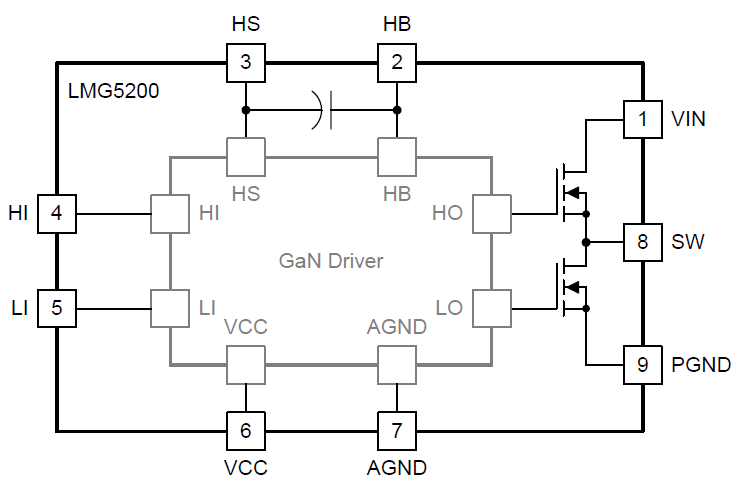 HS HB
3 2
LMG5200
1 VIN
HS HB
HI 4 HI HO
8 SW
GaN Driver
LI 5 LI LO
VCC AGND
9 PGND
6 7
VCC AGND